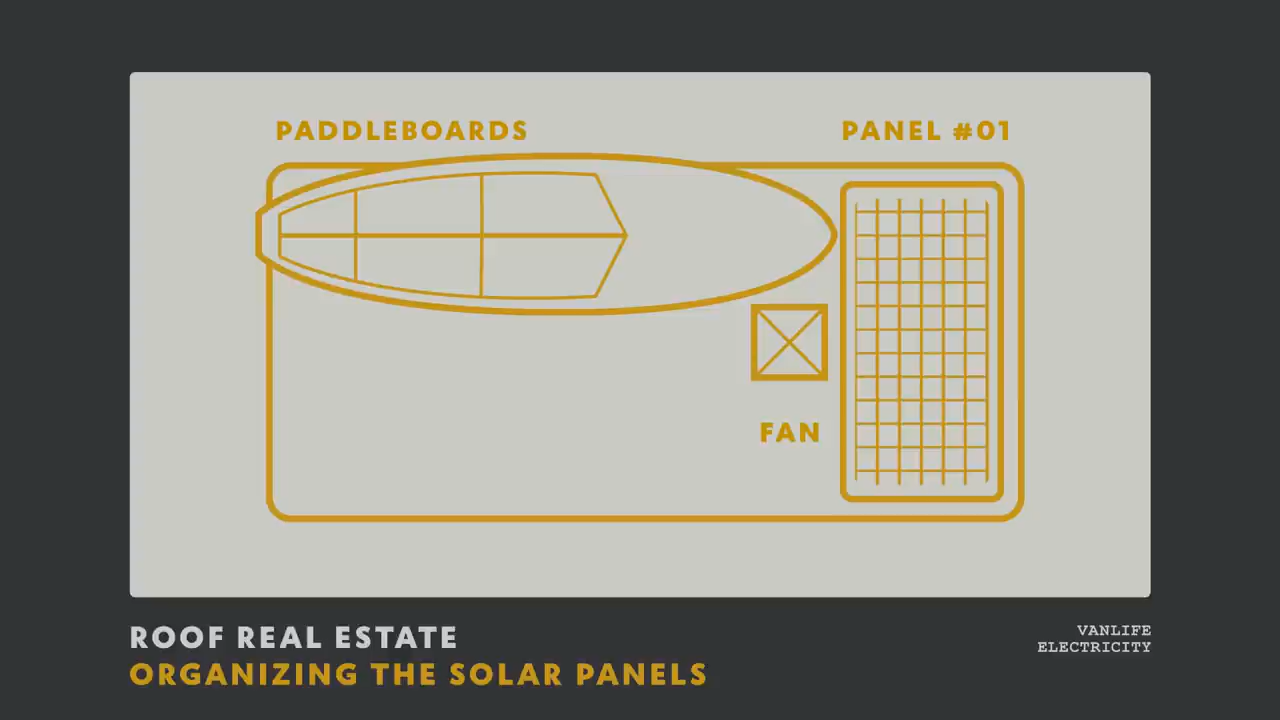 PADDLEBOARDS
PANEL #01
FAN
ROOF REAL ESTATE
ORGANIZING THE SOLAR PANELS
VANLIFE
ELECTRICITY